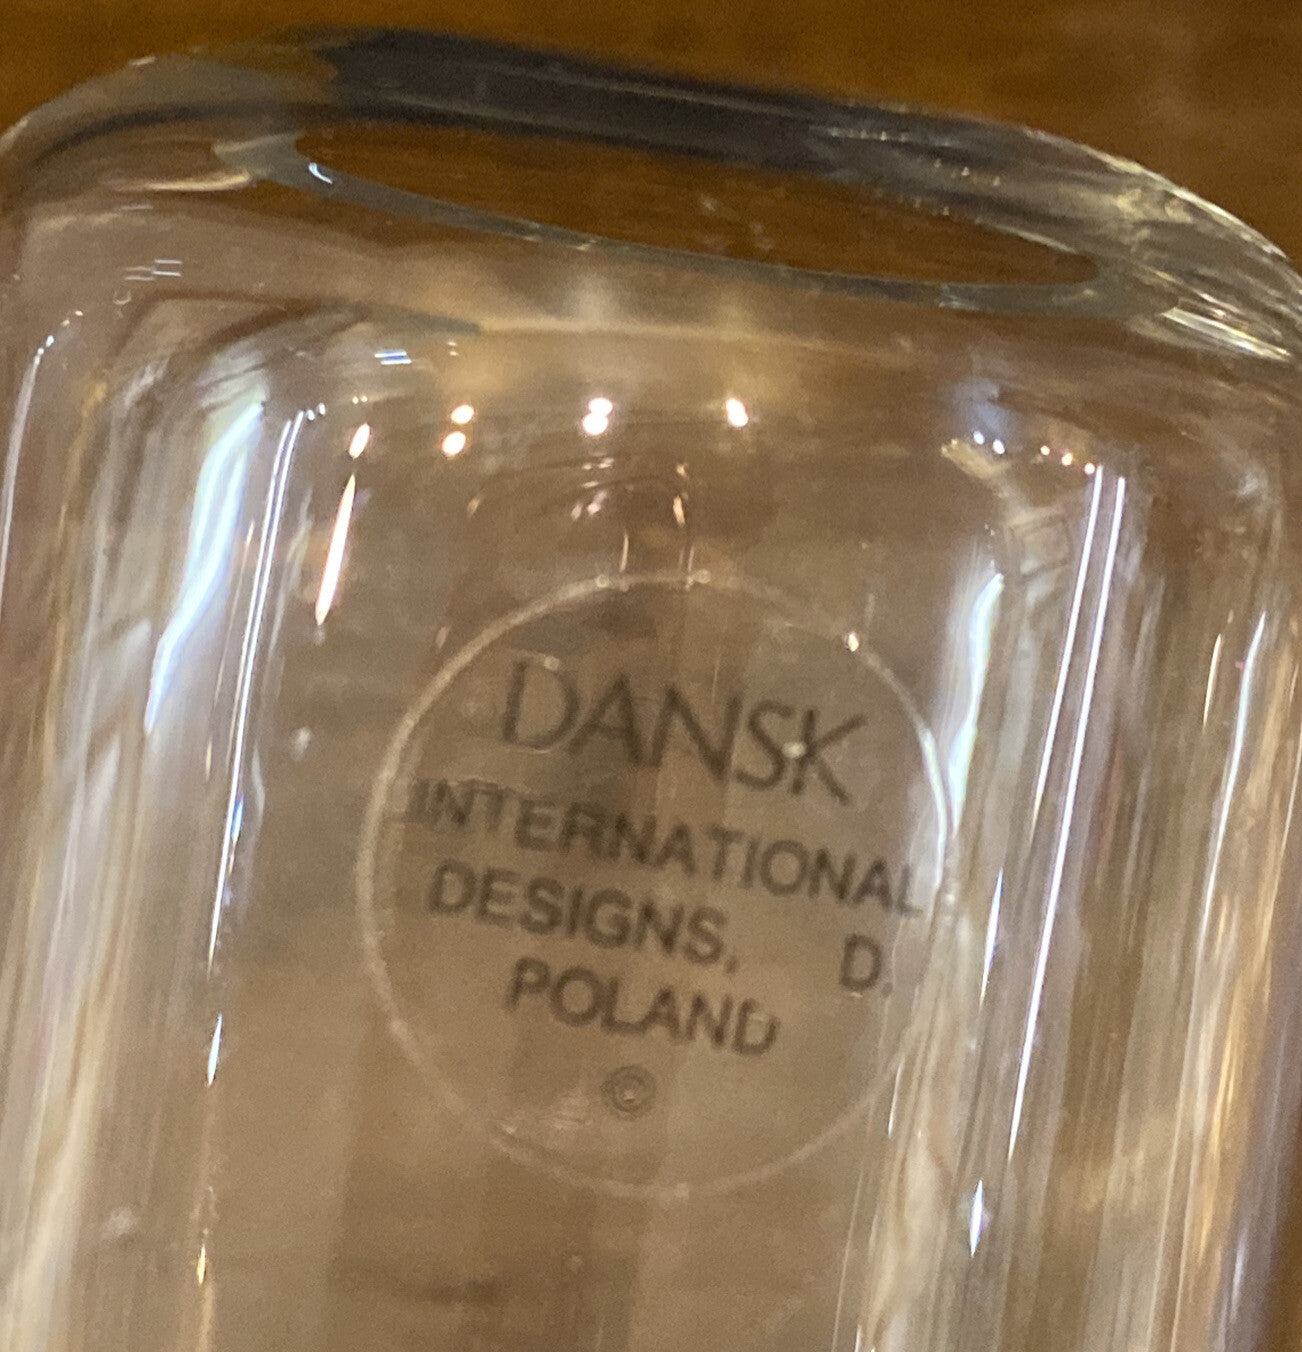 DANSK
INTERNATIONAL
DESIGNS, D.
POLAND
©